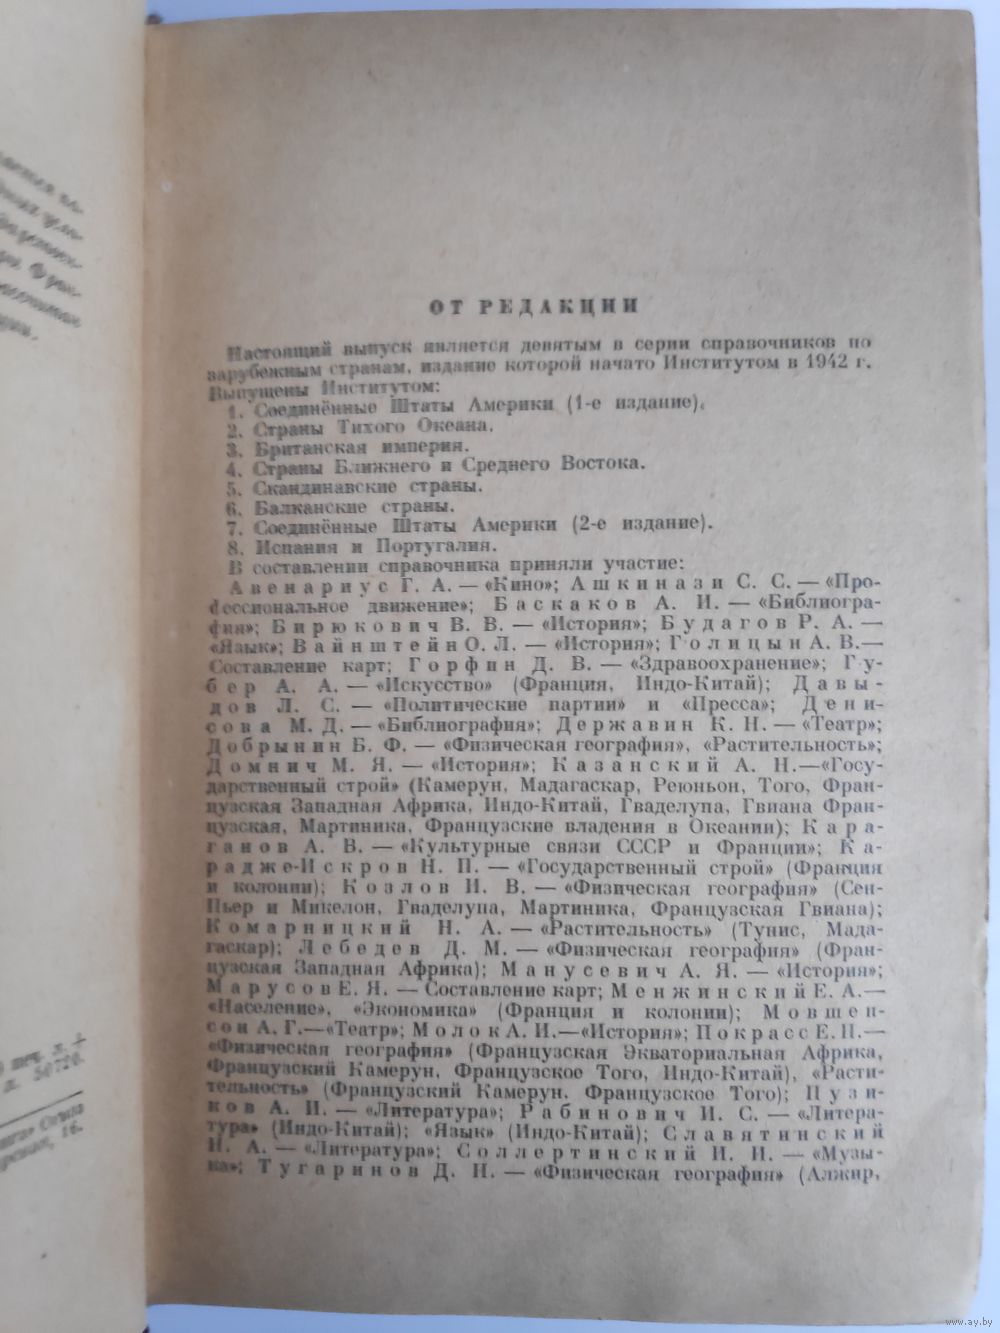 ОТ РЕДАКЦИИ
Настоящий выпуск является девятым в серии справочников по
зарубежным странам, издание которой начато Институтом в 1942 г.
Выпущены Институтом:
1. Соединённые Штаты Америки (1-е издание).
2. Страны Тихого Океана.
3. Британская империя.
4. Страны Ближнего и Среднего Востока.
5. Скандинавские страны.
6. Балканские страны.
7. Соединённые Штаты Америки (2-е издание).
8. Испания и Португалия.
В составлении справочника приняли участие:
Авенариус Г. А. — «Кино»; Ашкинази С. С. — «Про-
фессиональное движение»; Баскаков А. И. — «Библиогра-
фия»; Бирюкович В. В. — «История»; Будагов Р. А. —
«Язык»; Вайнштейн О. Л. — «История»; Голицын А. В. —
Составление карт; Горфин Д. В. — «Здравоохранение»; Гу-
бер А. А. — «Искусство» (Франция, Индо-Китай); Давы-
дов Л. С. — «Политические партии» и «Пресса»; Дени-
сова М. Д. — «Библиография»; Державин К. Н. — «Театр»;
Добрынин Б. Ф. — «Физическая география», «Растительность»;
Домнич М. Я. — «История»; Казанский А. Н.—«Госу-
дарственный строй» (Камерун, Мадагаскар, Реюньон, Того, Фран-
цузская Западная Африка, Индо-Китай, Гваделупа, Гвиана Фран-
цузская, Мартиника, Французские владения в Океании); Кара-
ганов А. В. — «Культурные связи СССР и Франции»; Ка-
радже-Искров Н. П. — «Государственный строй» (Франция
и колонии); Козлов И. В. — «Физическая география» (Сен-
Пьер и Микелон, Гваделупа, Мартиника, Французская Гвиана);
Комарницкий Н. А. — «Растительность» (Тунис, Мада-
гаскар); Лебедев Д. М. — «Физическая география» (Фран-
цузская Западная Африка); Манусевич А. Я. — «История»;
Марусов Е. Я. — Составление карт; Менжинский Е. А.—
«Население», «Экономика» (Франция и колонии); Мовшен-
сон А. Г.—«Театр»; Молок А. И.—«История»; Покрасс Е. П.—
«Физическая география» (Французская Экваториальная Африка,
Французский Камерун, Французское Того, Индо-Китай), «Расти-
тельность» (Французский Камерун, Французское Того); Пузи-
ков А. И. — «Литература»; Рабинович И. С. — «Литера-
тура» (Индо-Китай); «Язык» (Индо-Китай); Славятинский
Н. А. — «Литература»; Соллертинский И. И. — «Музы-
ка»; Тугаринов Д. Н. — «Физическая география» (Алжир,
печ. л. +
л. 50720.
16.
www.ay.by